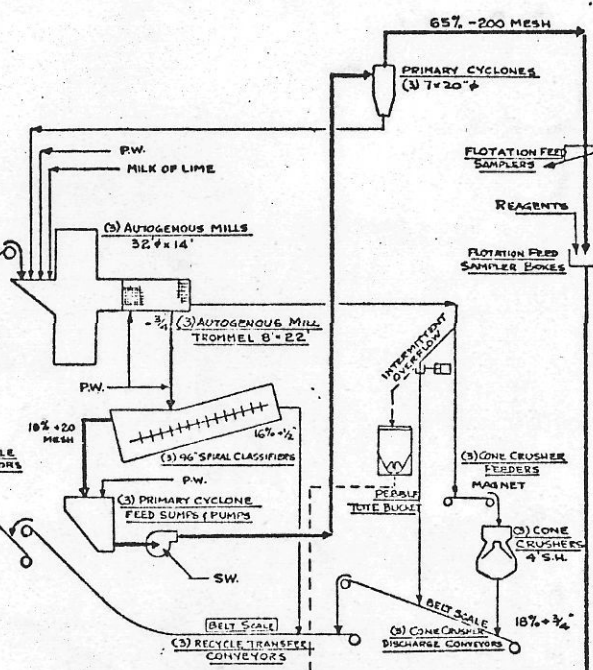 65% -200 MESH
PRIMARY CYCLONES
(3) 7×20"φ
P.W.
MILK OF LIME
FLOTATION FEED
SAMPLERS
REAGENTS
(3) AUTOGENOUS MILLS
32'φ × 14'
FLOTATION FEED
SAMPLER BOXES
-3/4
(3) AUTOGENOUS MILL
TROMMEL 8' × 22'
INTERMITTENT
OVERFLOW
P.W.
18% +20
MESH
16% +1/2"
(3) 96" SPIRAL CLASSIFIERS
(3) CONE CRUSHER
FEEDERS
MAGNET
P.W.
(3) PRIMARY CYCLONE
FEED SUMPS & PUMPS
PEBBLE
BUCKET
(3) CONE
CRUSHERS
4' S.H.
SW.
BELT SCALE
18% +3/4"
BELT SCALE
(3) RECYCLE TRANSFER
CONVEYORS
(3) CONE CRUSHER
DISCHARGE CONVEYORS